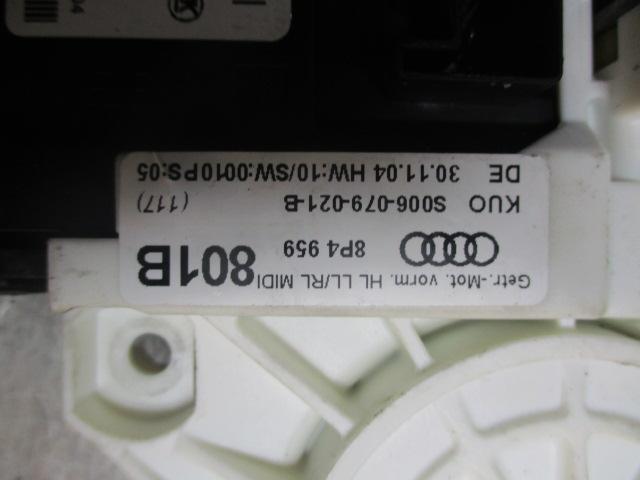 Getr.-Mot. vorm. HL LL/RL MIDI
8P4 959 801B
KUO S006-079-021-B (117)
DE 30.11.04 HW:10/SW:0010PS:05